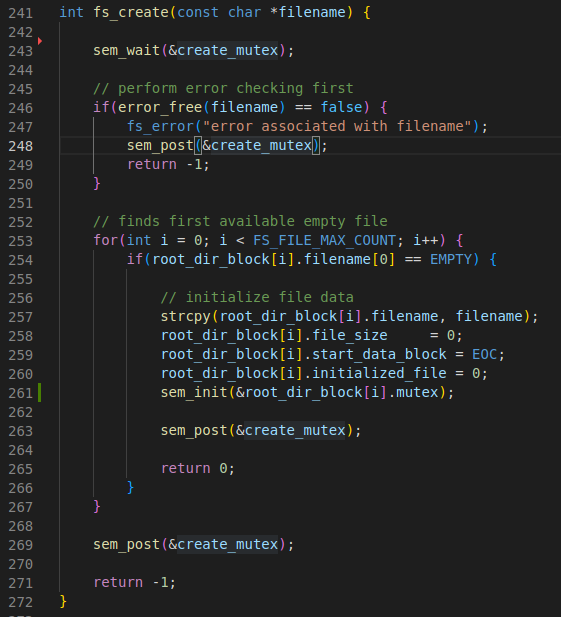 241 int fs_create(const char *filename) {
242
243     sem_wait(&create_mutex);
244
245     // perform error checking first
246     if(error_free(filename) == false) {
247         fs_error("error associated with filename");
248         sem_post(&create_mutex);
249         return -1;
250     }
251
252     // finds first available empty file
253     for(int i = 0; i < FS_FILE_MAX_COUNT; i++) {
254         if(root_dir_block[i].filename[0] == EMPTY) {
255
256             // initialize file data
257             strcpy(root_dir_block[i].filename, filename);
258             root_dir_block[i].file_size     = 0;
259             root_dir_block[i].start_data_block = EOC;
260             root_dir_block[i].initialized_file = 0;
261             sem_init(&root_dir_block[i].mutex);
262
263             sem_post(&create_mutex);
264
265             return 0;
266         }
267     }
268
269     sem_post(&create_mutex);
270
271     return -1;
272 }